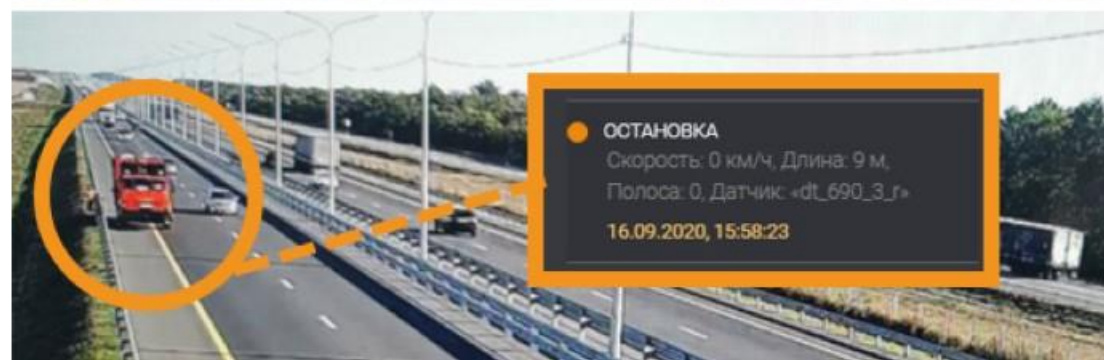 ОСТАНОВКА
Скорость: 0 км/ч, Длина: 9 м,
Полоса: 0, Датчик: «dt_690_3_r»
16.09.2020, 15:58:23